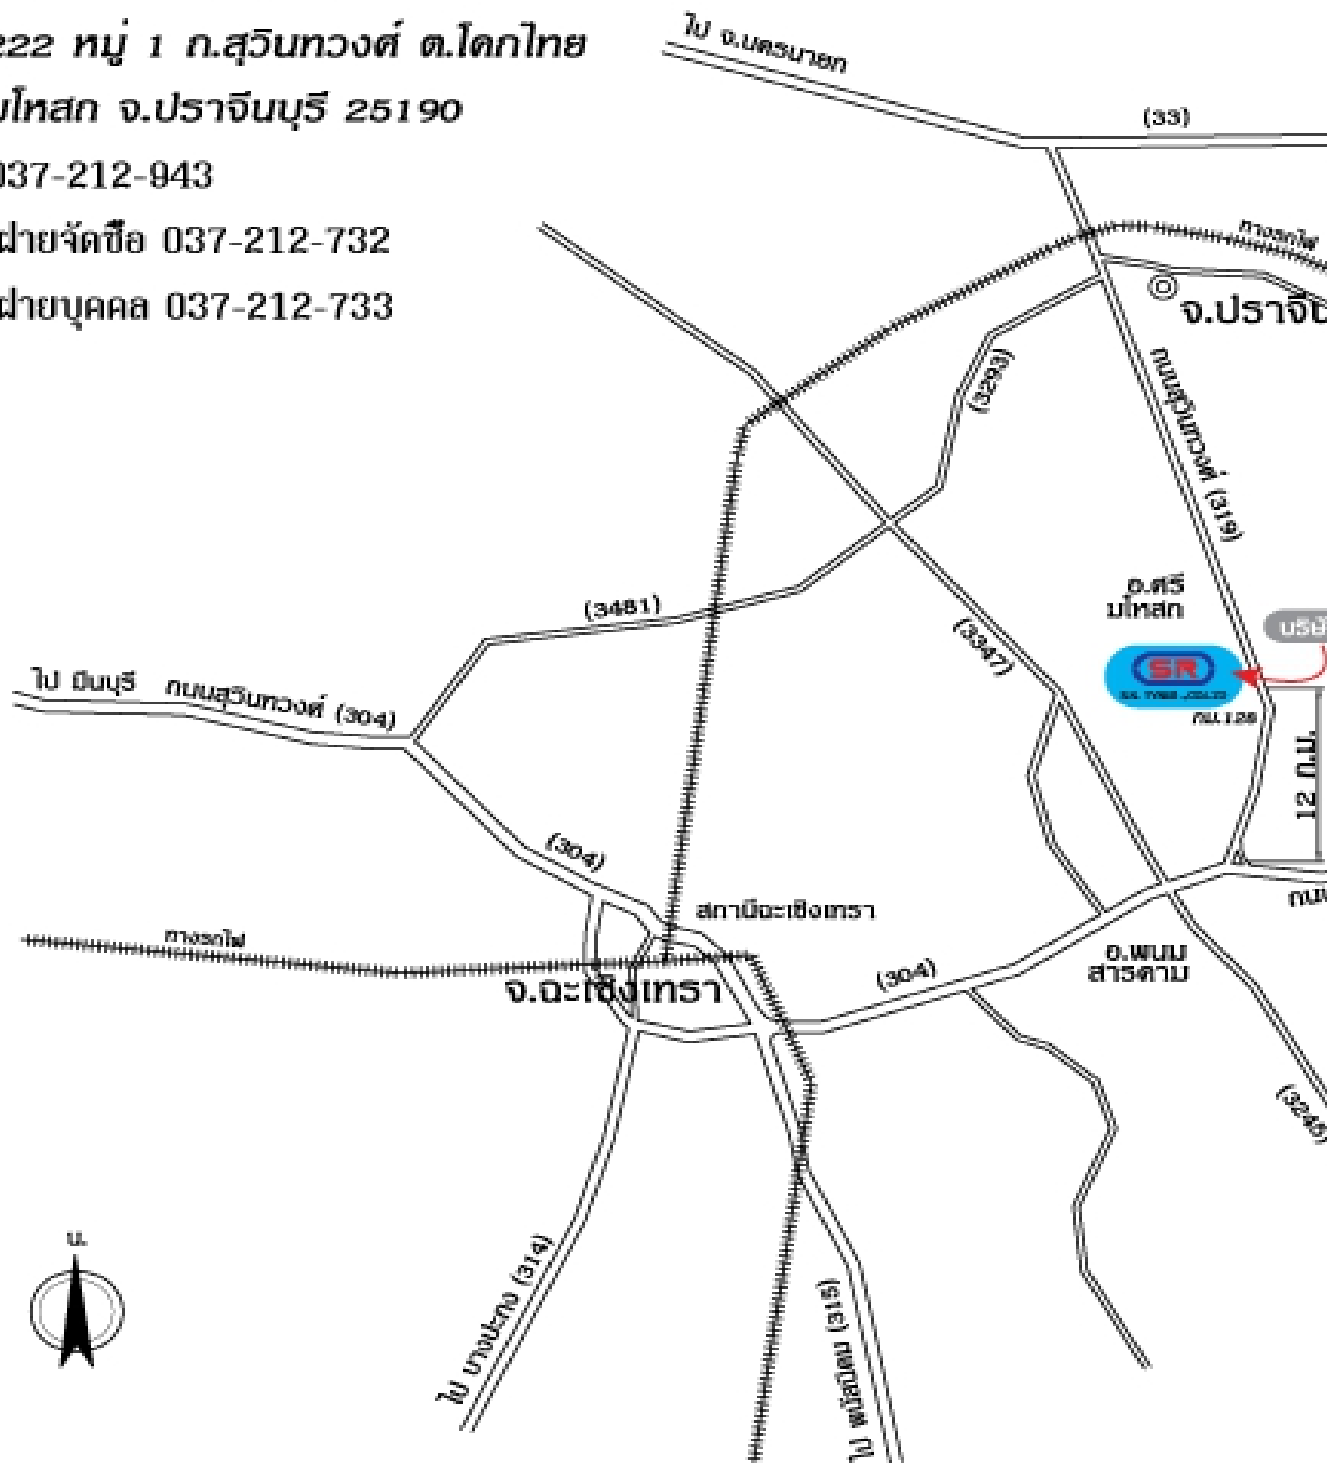 222 หมู่ 1 ถ.สุวินทวงศ์ ต.โคกไทย
มโหสถ จ.ปราจีนบุรี 25190
037-212-943
ฝ่ายจัดซื้อ 037-212-732
ฝ่ายบุคคล 037-212-733
ไป จ.นครนายก
(33)
ทางรถไฟ
จ.ปราจีน
(3293)
ถนนสุวินทวงศ์ (319)
(3481)
อ.ศรี
มโหสถ
(3347)
บริษั
SR
ไป มีนบุรี
ถนนสุวินทวงศ์ (304)
กม.126
12 ก.ม.
(304)
สถานีฉะเชิงเทรา
ทางรถไฟ
จ.ฉะเชิงเทรา
(304)
ถนน
อ.พนม
สารคาม
(3245)
น.
ไป บางปะกง (314)
ไป พนัสนิคม (315)